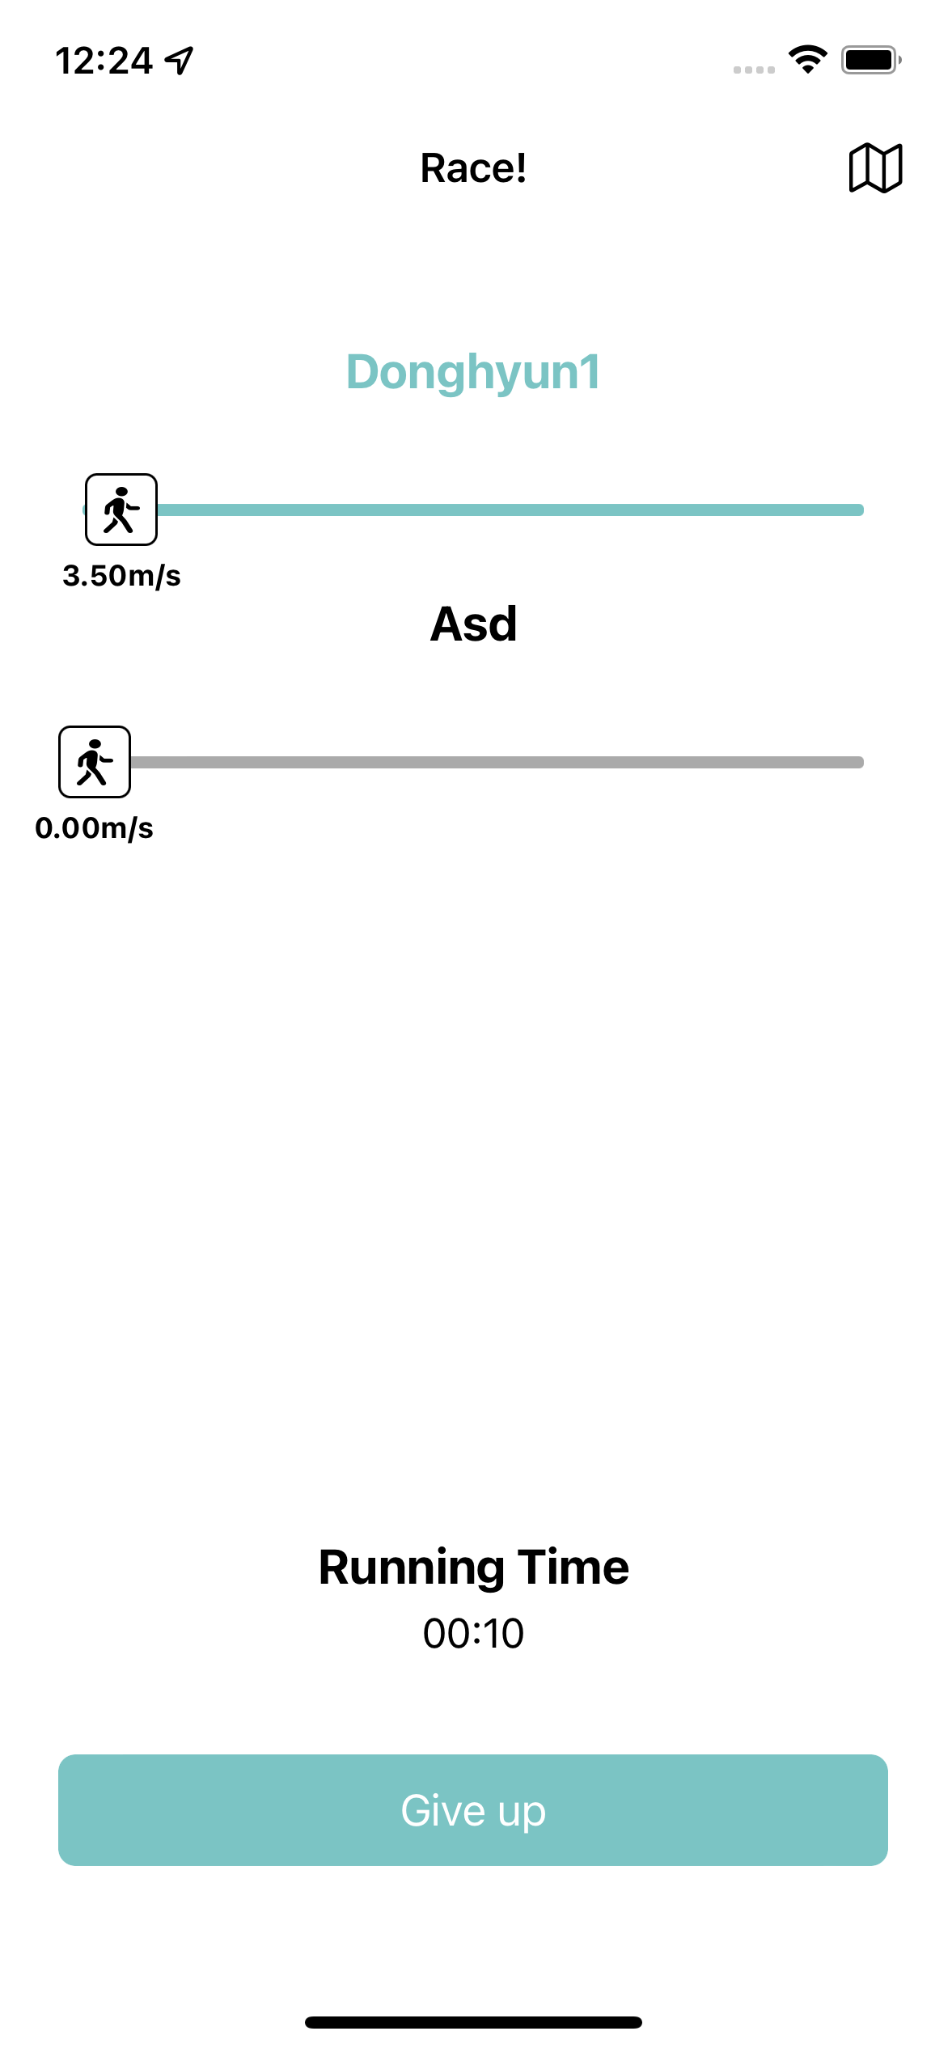 12:24
Race!
Donghyun1
3.50m/s
Asd
0.00m/s
Running Time
00:10
Give up